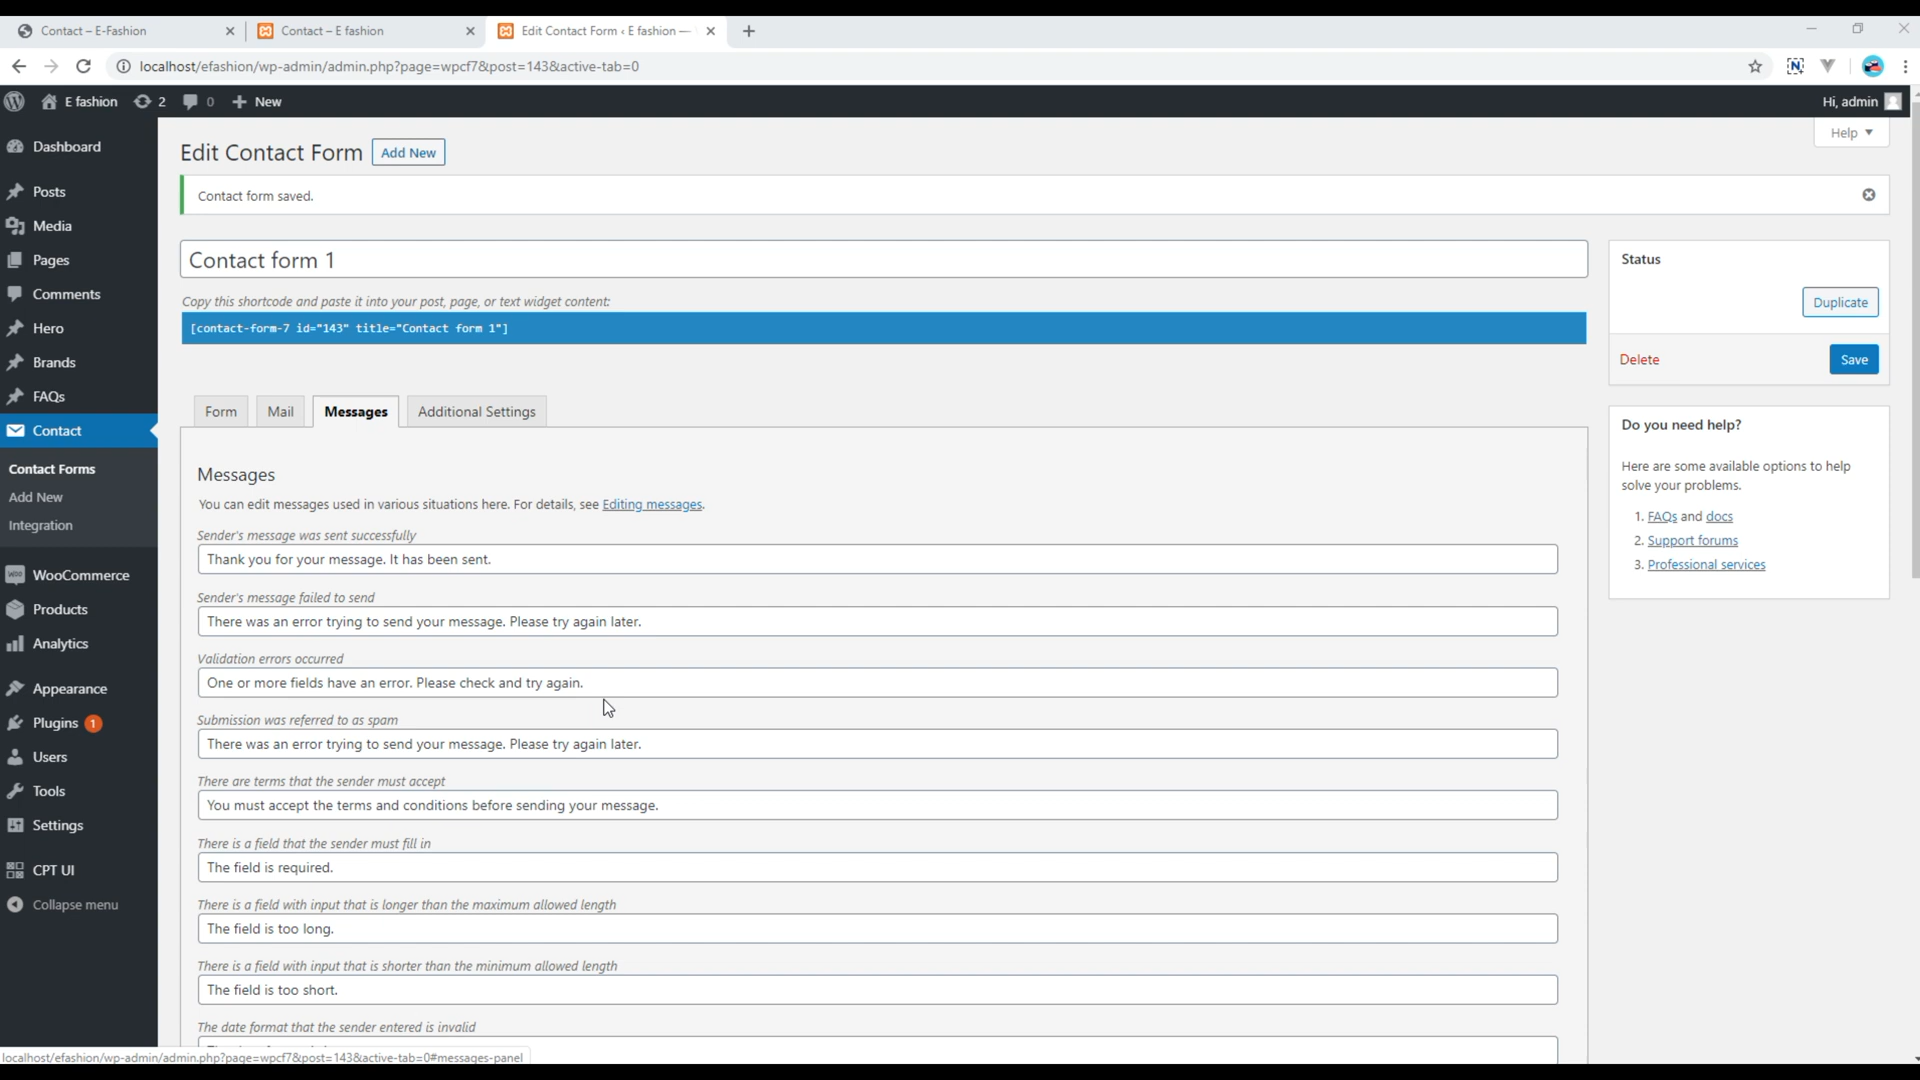 Contact – E-Fashion
Contact – E fashion
Edit Contact Form ‹ E fashion —
localhost/efashion/wp-admin/admin.php?page=wpcf7&post=143&active-tab=0
E fashion
2
0
New
Hi, admin
Dashboard
Posts
Media
Pages
Comments
Hero
Brands
FAQs
Contact
Contact Forms
Add New
Integration
WooCommerce
Products
Analytics
Appearance
Plugins 1
Users
Tools
Settings
CPT UI
Collapse menu
Help
Edit Contact Form
Add New
Contact form saved.
Contact form 1
Copy this shortcode and paste it into your post, page, or text widget content:
[contact-form-7 id="143" title="Contact form 1"]
Form
Mail
Messages
Additional Settings
Messages
You can edit messages used in various situations here. For details, see Editing messages.
Sender's message was sent successfully
Thank you for your message. It has been sent.
Sender's message failed to send
There was an error trying to send your message. Please try again later.
Validation errors occurred
One or more fields have an error. Please check and try again.
Submission was referred to as spam
There was an error trying to send your message. Please try again later.
There are terms that the sender must accept
You must accept the terms and conditions before sending your message.
There is a field that the sender must fill in
The field is required.
There is a field with input that is longer than the maximum allowed length
The field is too long.
There is a field with input that is shorter than the minimum allowed length
The field is too short.
The date format that the sender entered is invalid
Status
Duplicate
Delete
Save
Do you need help?
Here are some available options to help
solve your problems.
1. FAQs and docs
2. Support forums
3. Professional services
localhost/efashion/wp-admin/admin.php?page=wpcf7&post=143&active-tab=0#messages-panel